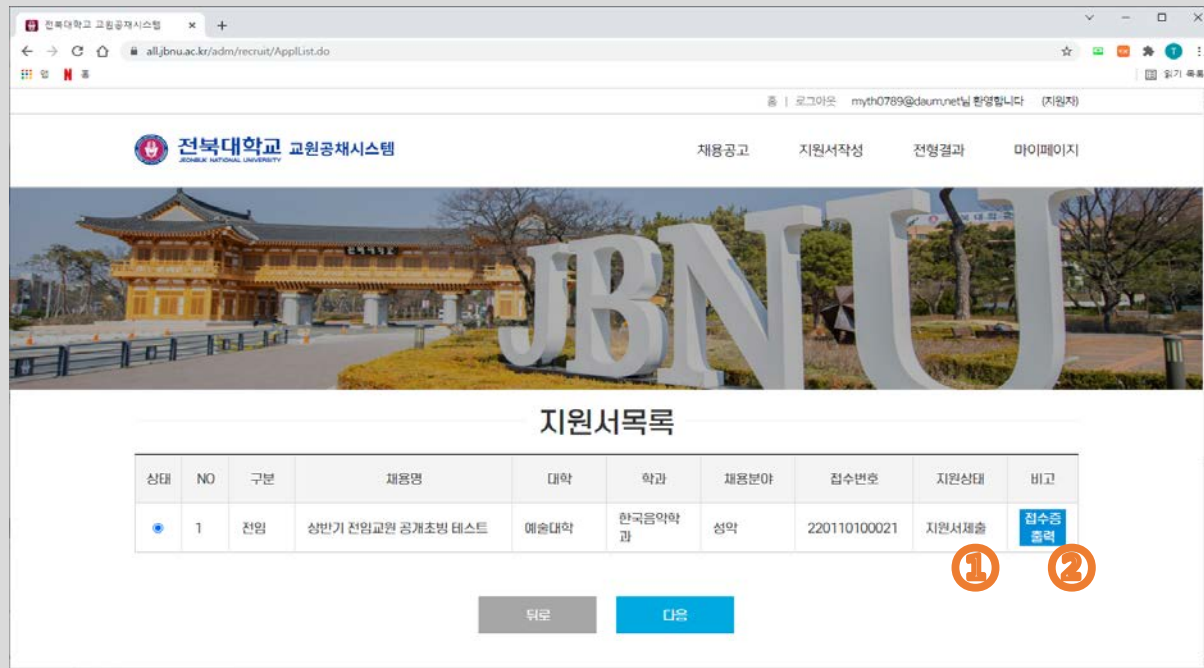 전북대학교 교원공채시스템
all.jbnu.ac.kr/adm/recruit/ApplList.do
앱 N 홈 읽기 목록
홈 | 로그아웃 myth0789@daum.net님 환영합니다 (지원자)
전북대학교 교원공채시스템
JEONBUK NATIONAL UNIVERSITY
채용공고 지원서작성 전형결과 마이페이지
JBNU
지원서목록
상태 NO 구분 채용명 대학 학과 채용분야 접수번호 지원상태 비고
1 전임 상반기 전임교원 공개초빙 테스트 예술대학 한국음악학과 성악 220110100021 지원서제출 접수증 출력
① ②
뒤로 다음